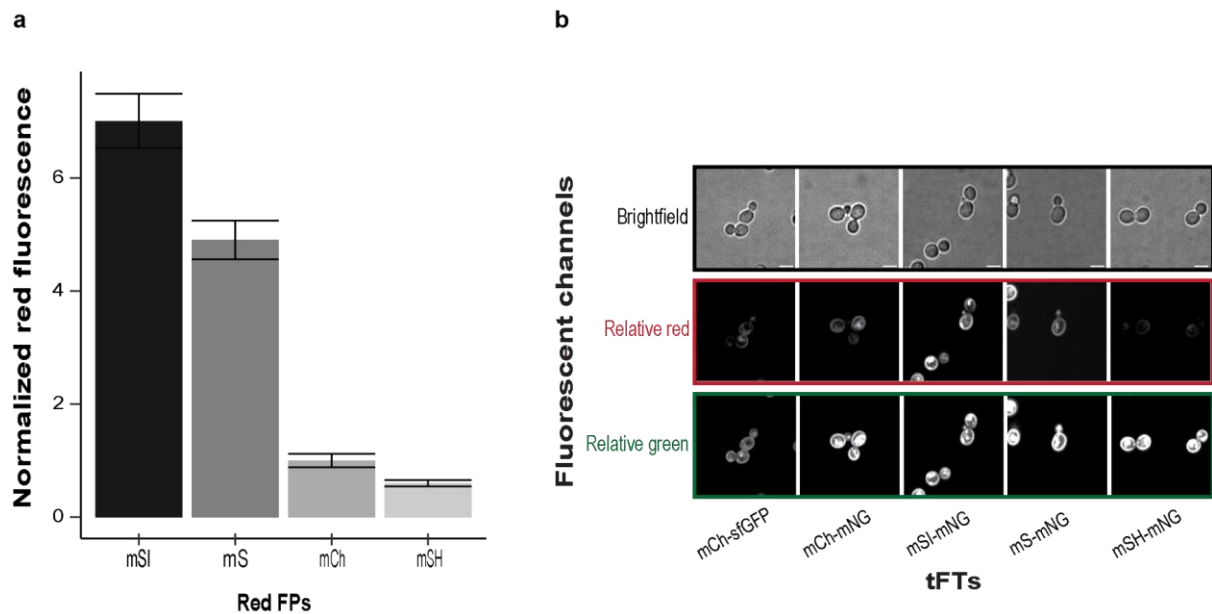 a
b
Normalized red fluorescence
6
4
2
0
mSI
mS
mCh
mSH
Red FPs
Fluorescent channels
Brightfield
Relative red
Relative green
mCh-sfGFP
mCh-mNG
mSI-mNG
mS-mNG
mSH-mNG
tFTs